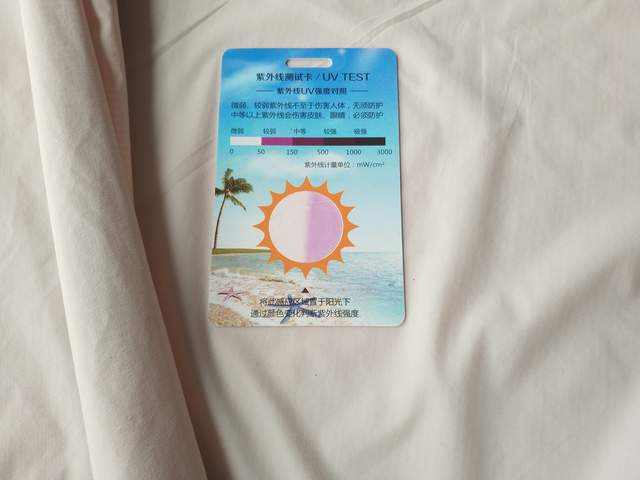 紫外线测试卡 / UV TEST
紫外线UV强度对照
微弱、较弱紫外线不至于伤害人体，无须防护
中等以上紫外线会伤害皮肤、眼睛，必须防护
微弱 较弱 中等 较强 极强
0 50 150 500 1000 3000
紫外线计量单位：mW/cm²
将此感应区域置于阳光下
通过颜色变化判断紫外线强度